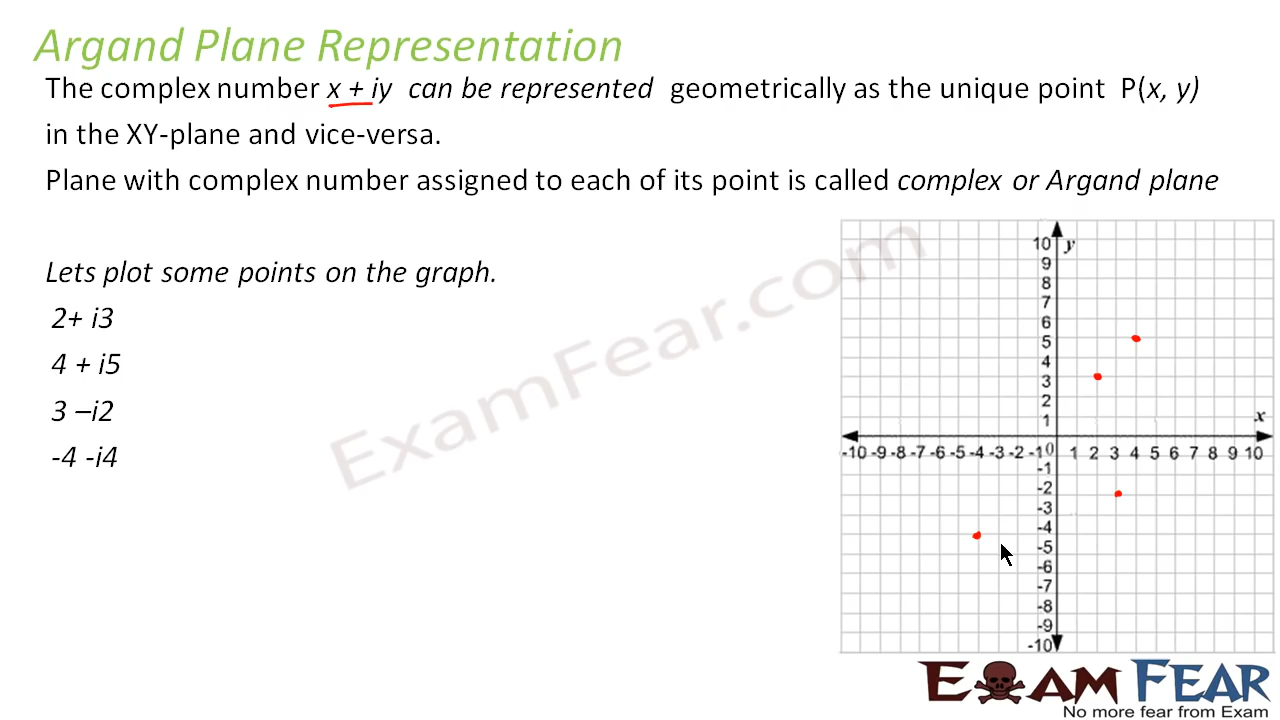 Argand Plane Representation
The complex number x + iy can be represented geometrically as the unique point P(x, y)
in the XY-plane and vice-versa.
Plane with complex number assigned to each of its point is called complex or Argand plane
Lets plot some points on the graph.
2+ i3
4 + i5
3 –i2
-4 -i4
ExamFear.com
10 y
9
8
7
6
5
4
3
2
1
x
-10 -9 -8 -7 -6 -5 -4 -3 -2 -1 0 1 2 3 4 5 6 7 8 9 10
-1
-2
-3
-4
-5
-6
-7
-8
-9
-10
EXAM FEAR
No more fear from Exam